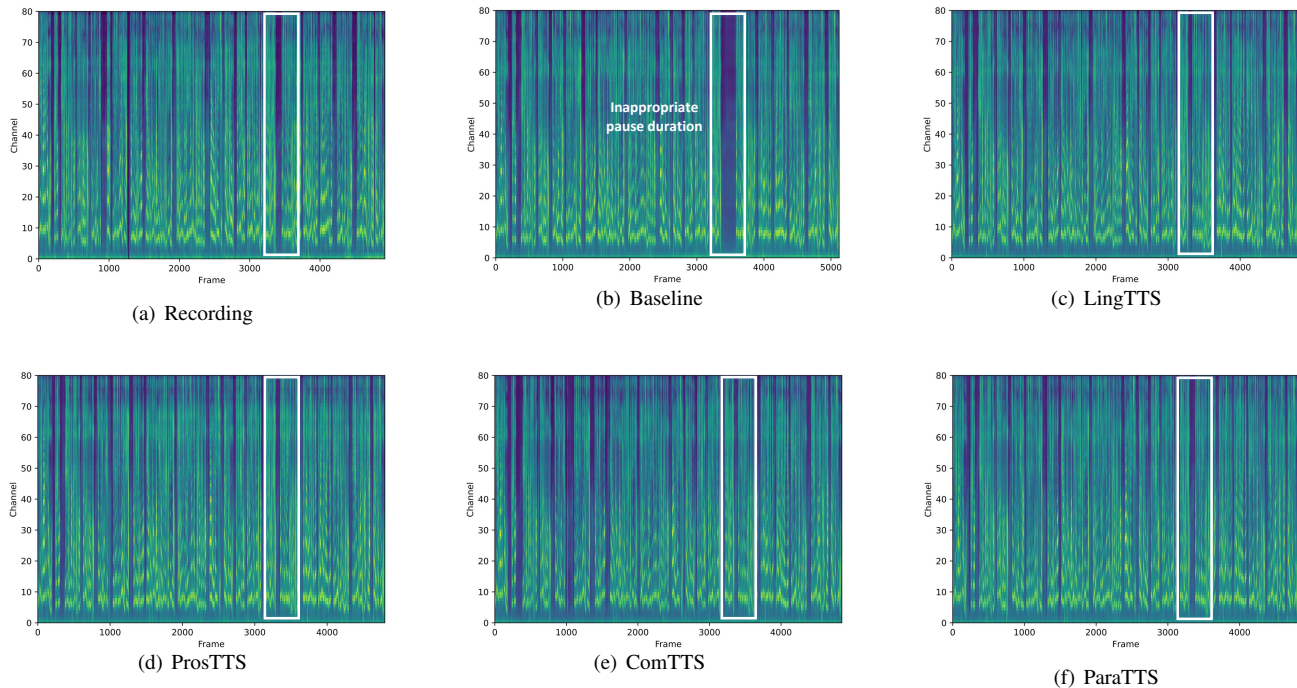 80
70
60
50
40
30
20
10
0
Channel
0 1000 2000 3000 4000
Frame
(a) Recording
80
70
60
50
40
30
20
10
0
Channel
Inappropriate
pause duration
0 1000 2000 3000 4000 5000
Frame
(b) Baseline
80
70
60
50
40
30
20
10
0
Channel
0 1000 2000 3000 4000
Frame
(c) LingTTS
80
70
60
50
40
30
20
10
0
Channel
0 1000 2000 3000 4000
Frame
(d) ProsTTS
80
70
60
50
40
30
20
10
0
Channel
0 1000 2000 3000 4000
Frame
(e) ComTTS
80
70
60
50
40
30
20
10
0
Channel
0 1000 2000 3000 4000
Frame
(f) ParaTTS